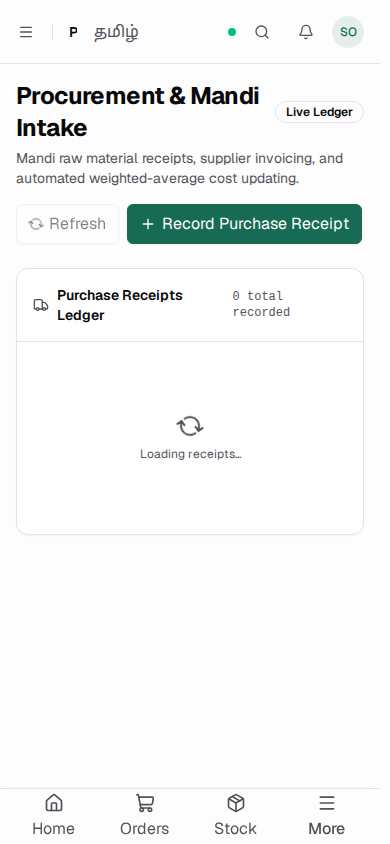 P
தமிழ்
SO
Procurement & Mandi
Intake
Live Ledger
Mandi raw material receipts, supplier invoicing, and
automated weighted-average cost updating.
Refresh
Record Purchase Receipt
Purchase Receipts
Ledger
0 total
recorded
Loading receipts…
Home
Orders
Stock
More